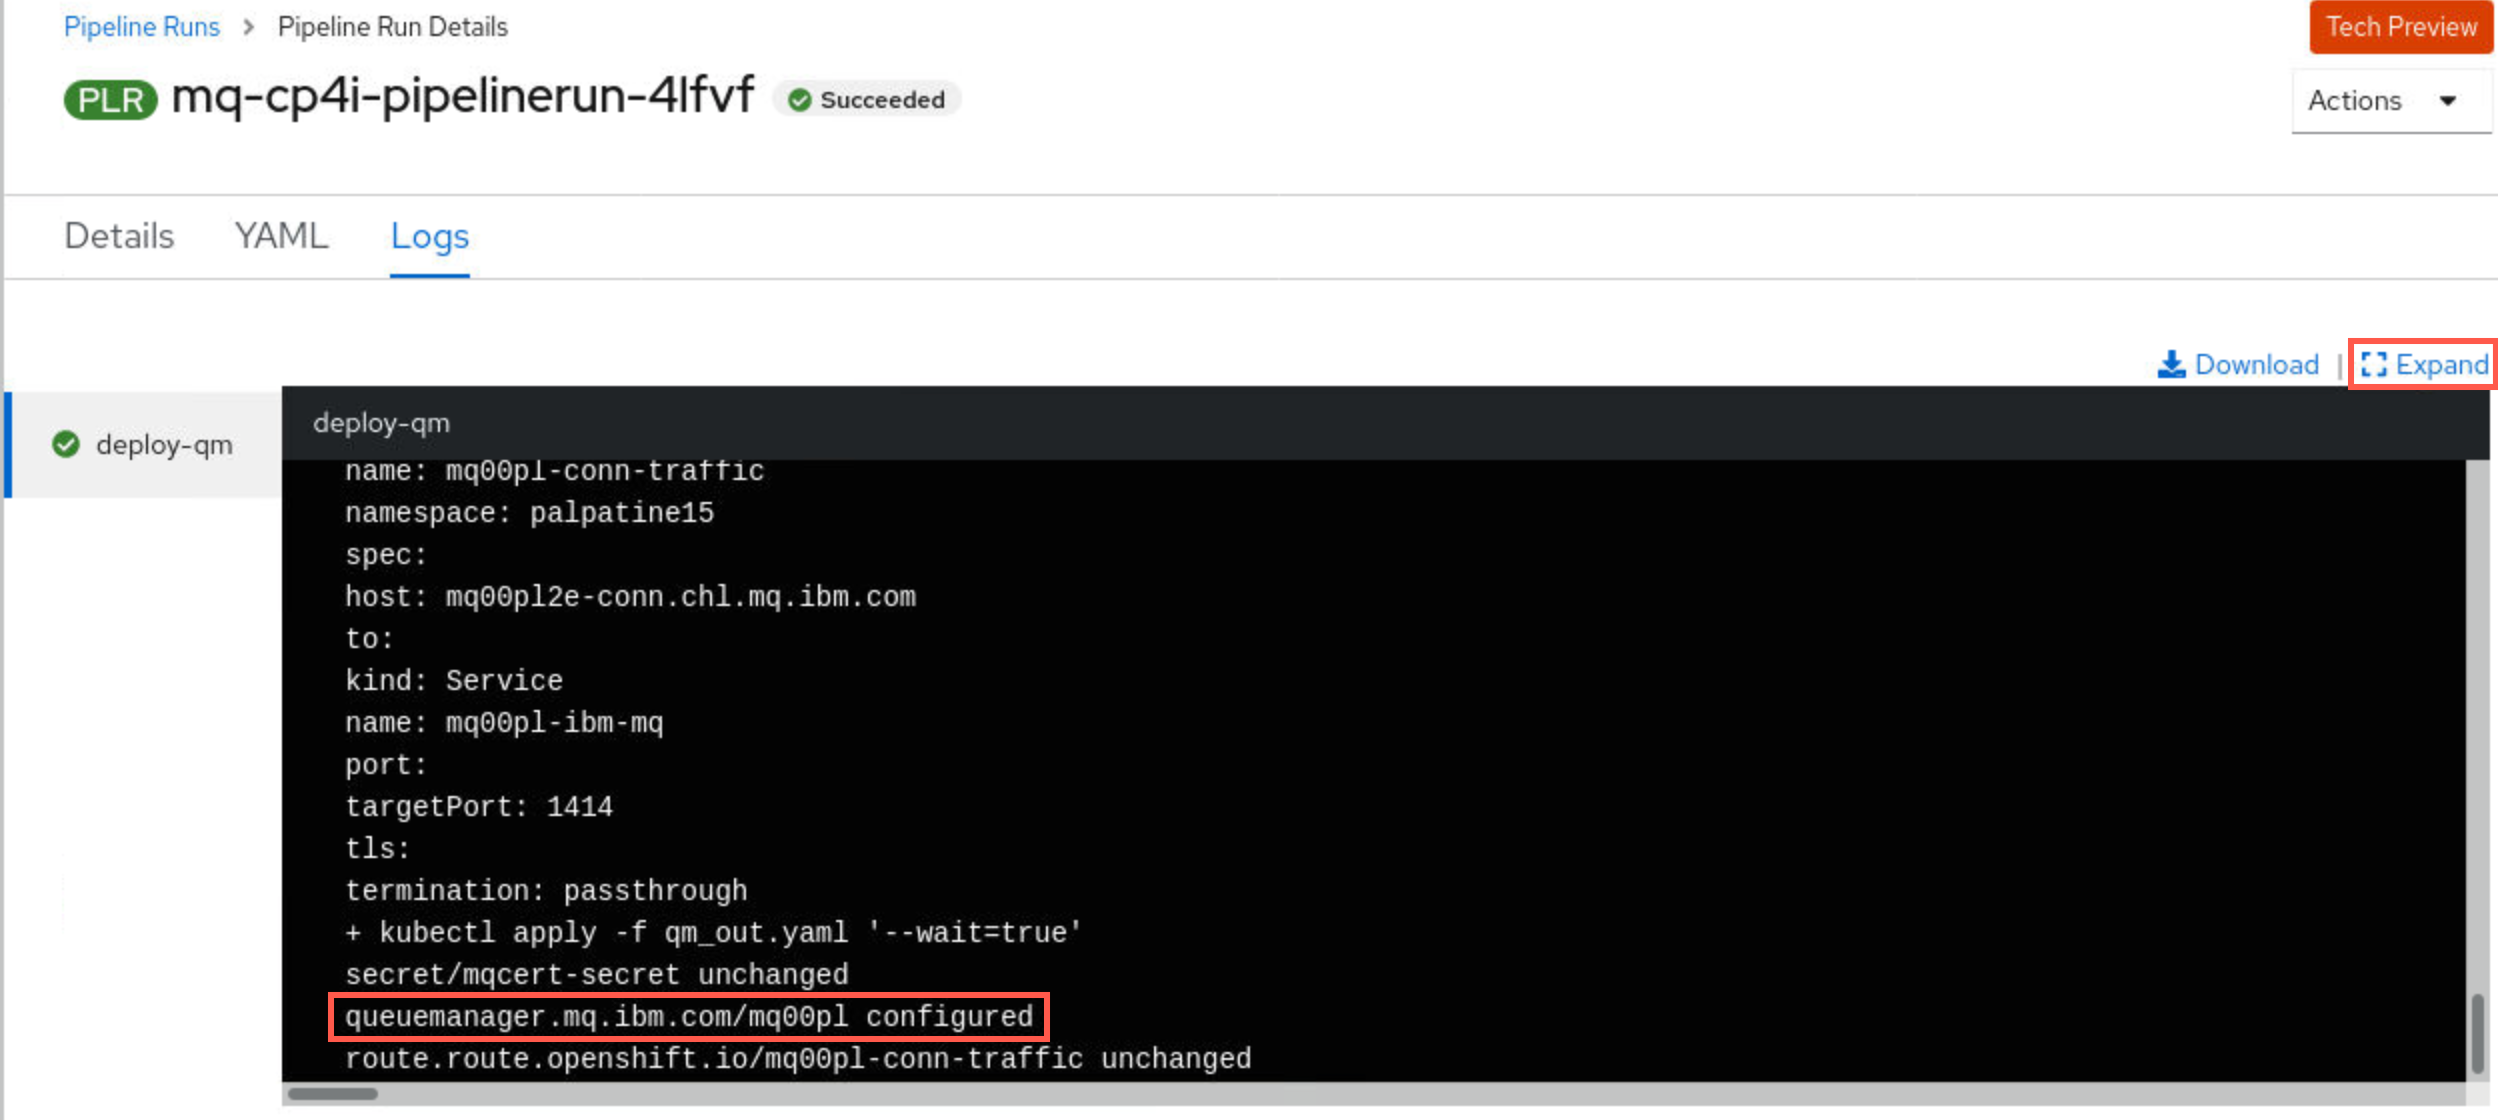 Pipeline Runs > Pipeline Run Details
Tech Preview
PLR mq-cp4i-pipelinerun-4lfvf Succeeded
Actions
Details YAML Logs
Download | Expand
deploy-qm
deploy-qm
name: mq00pl-conn-traffic
namespace: palpatine15
spec:
host: mq00pl2e-conn.chl.mq.ibm.com
to:
kind: Service
name: mq00pl-ibm-mq
port:
targetPort: 1414
tls:
termination: passthrough
+ kubectl apply -f qm_out.yaml '--wait=true'
secret/mqcert-secret unchanged
queuemanager.mq.ibm.com/mq00pl configured
route.route.openshift.io/mq00pl-conn-traffic unchanged